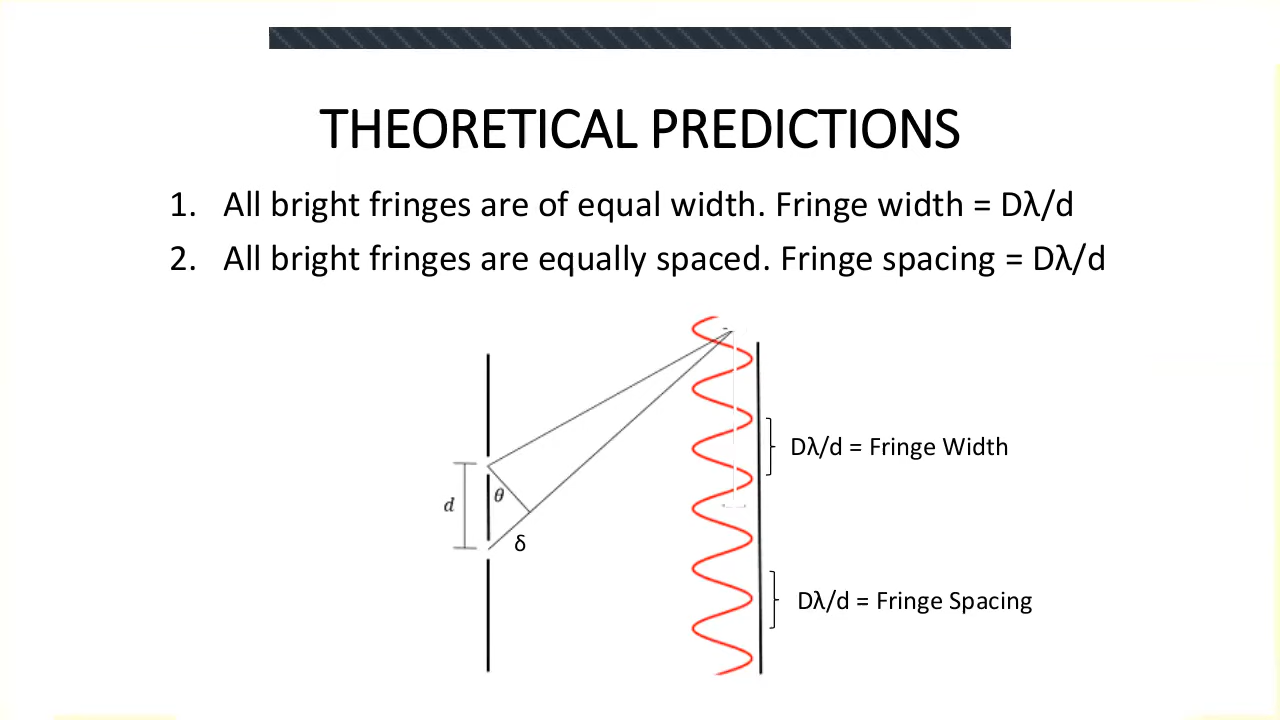 THEORETICAL PREDICTIONS
1. All bright fringes are of equal width. Fringe width = Dλ/d
2. All bright fringes are equally spaced. Fringe spacing = Dλ/d
Dλ/d = Fringe Width
d
θ
δ
Dλ/d = Fringe Spacing